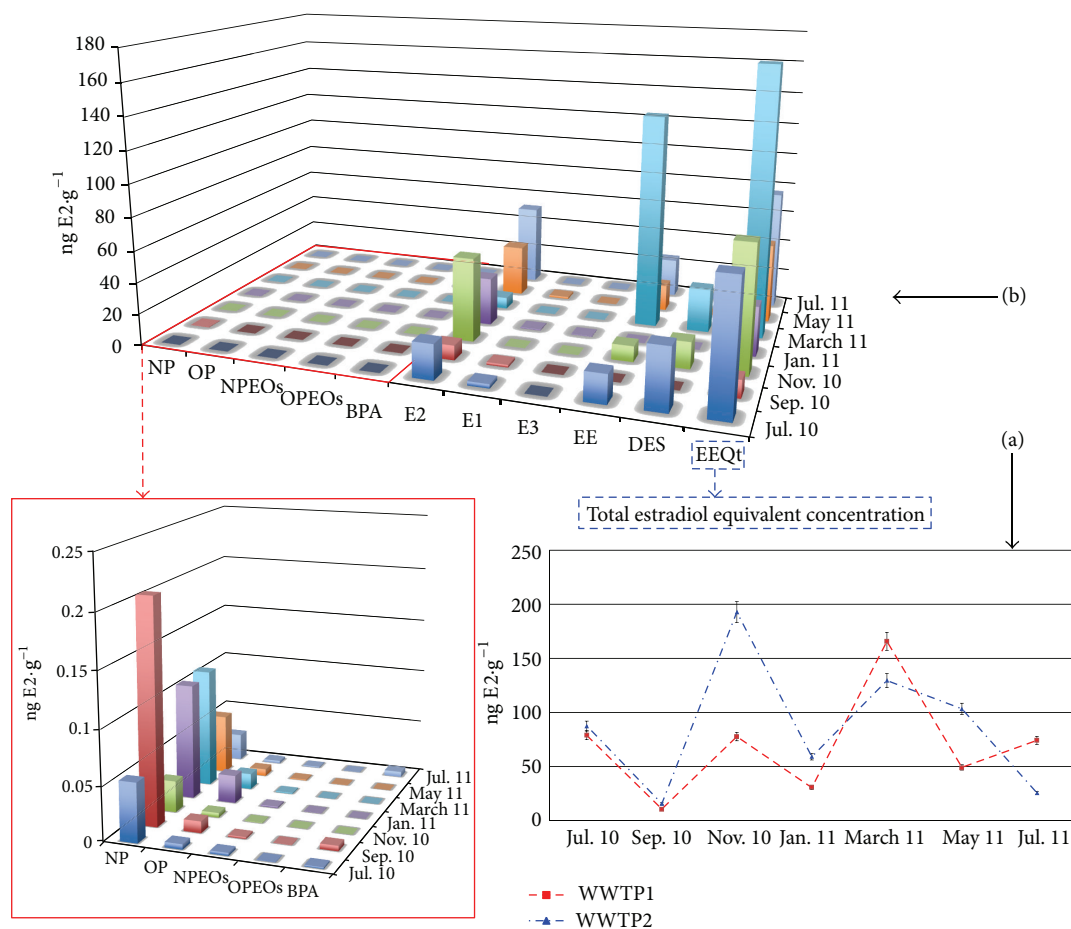 180
160
140
120
100
80
60
40
20
0
ng E2·g⁻¹
NP
OP
NPEOs
OPEOs
BPA
E2
E1
E3
EE
DES
EEQt
Jul. 11
May 11
March 11
Jan. 11
Nov. 10
Sep. 10
Jul. 10
(b)
(a)
Total estradiol equivalent concentration
0.25
0.2
0.15
0.1
0.05
0
ng E2·g⁻¹
NP
OP
NPEOs
OPEOs
BPA
Jul. 11
May 11
March 11
Jan. 11
Nov. 10
Sep. 10
Jul. 10
250
200
150
100
50
0
ng E2·g⁻¹
Jul. 10 Sep. 10 Nov. 10 Jan. 11 March 11 May 11 Jul. 11
WWTP1
WWTP2